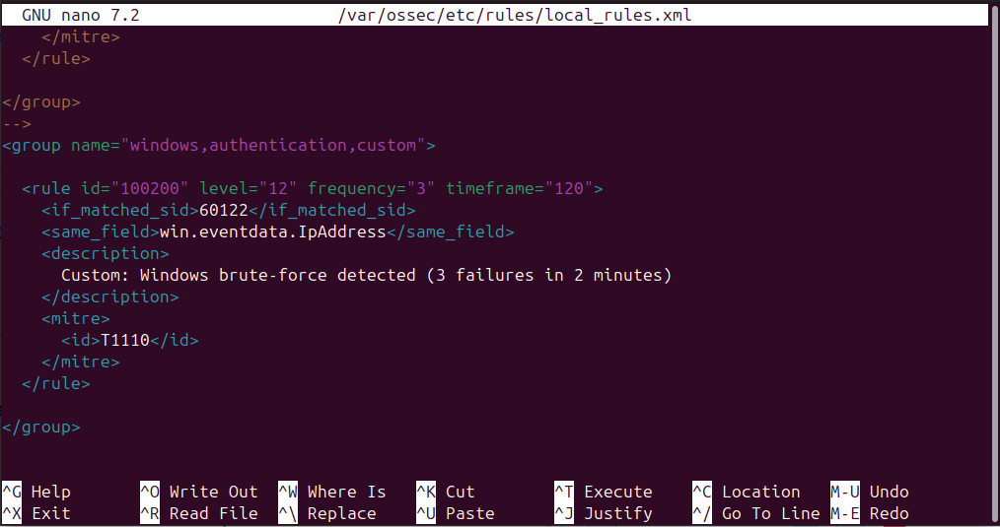 GNU nano 7.2 /var/ossec/etc/rules/local_rules.xml
    </mitre>
  </rule>

</group>
-->
<group name="windows,authentication,custom">

  <rule id="100200" level="12" frequency="3" timeframe="120">
    <if_matched_sid>60122</if_matched_sid>
    <same_field>win.eventdata.IpAddress</same_field>
    <description>
      Custom: Windows brute-force detected (3 failures in 2 minutes)
    </description>
    <mitre>
      <id>T1110</id>
    </mitre>
  </rule>

</group>

^G Help ^O Write Out ^W Where Is ^K Cut ^T Execute ^C Location M-U Undo
^X Exit ^R Read File ^\ Replace ^U Paste ^J Justify ^/ Go To Line M-E Redo